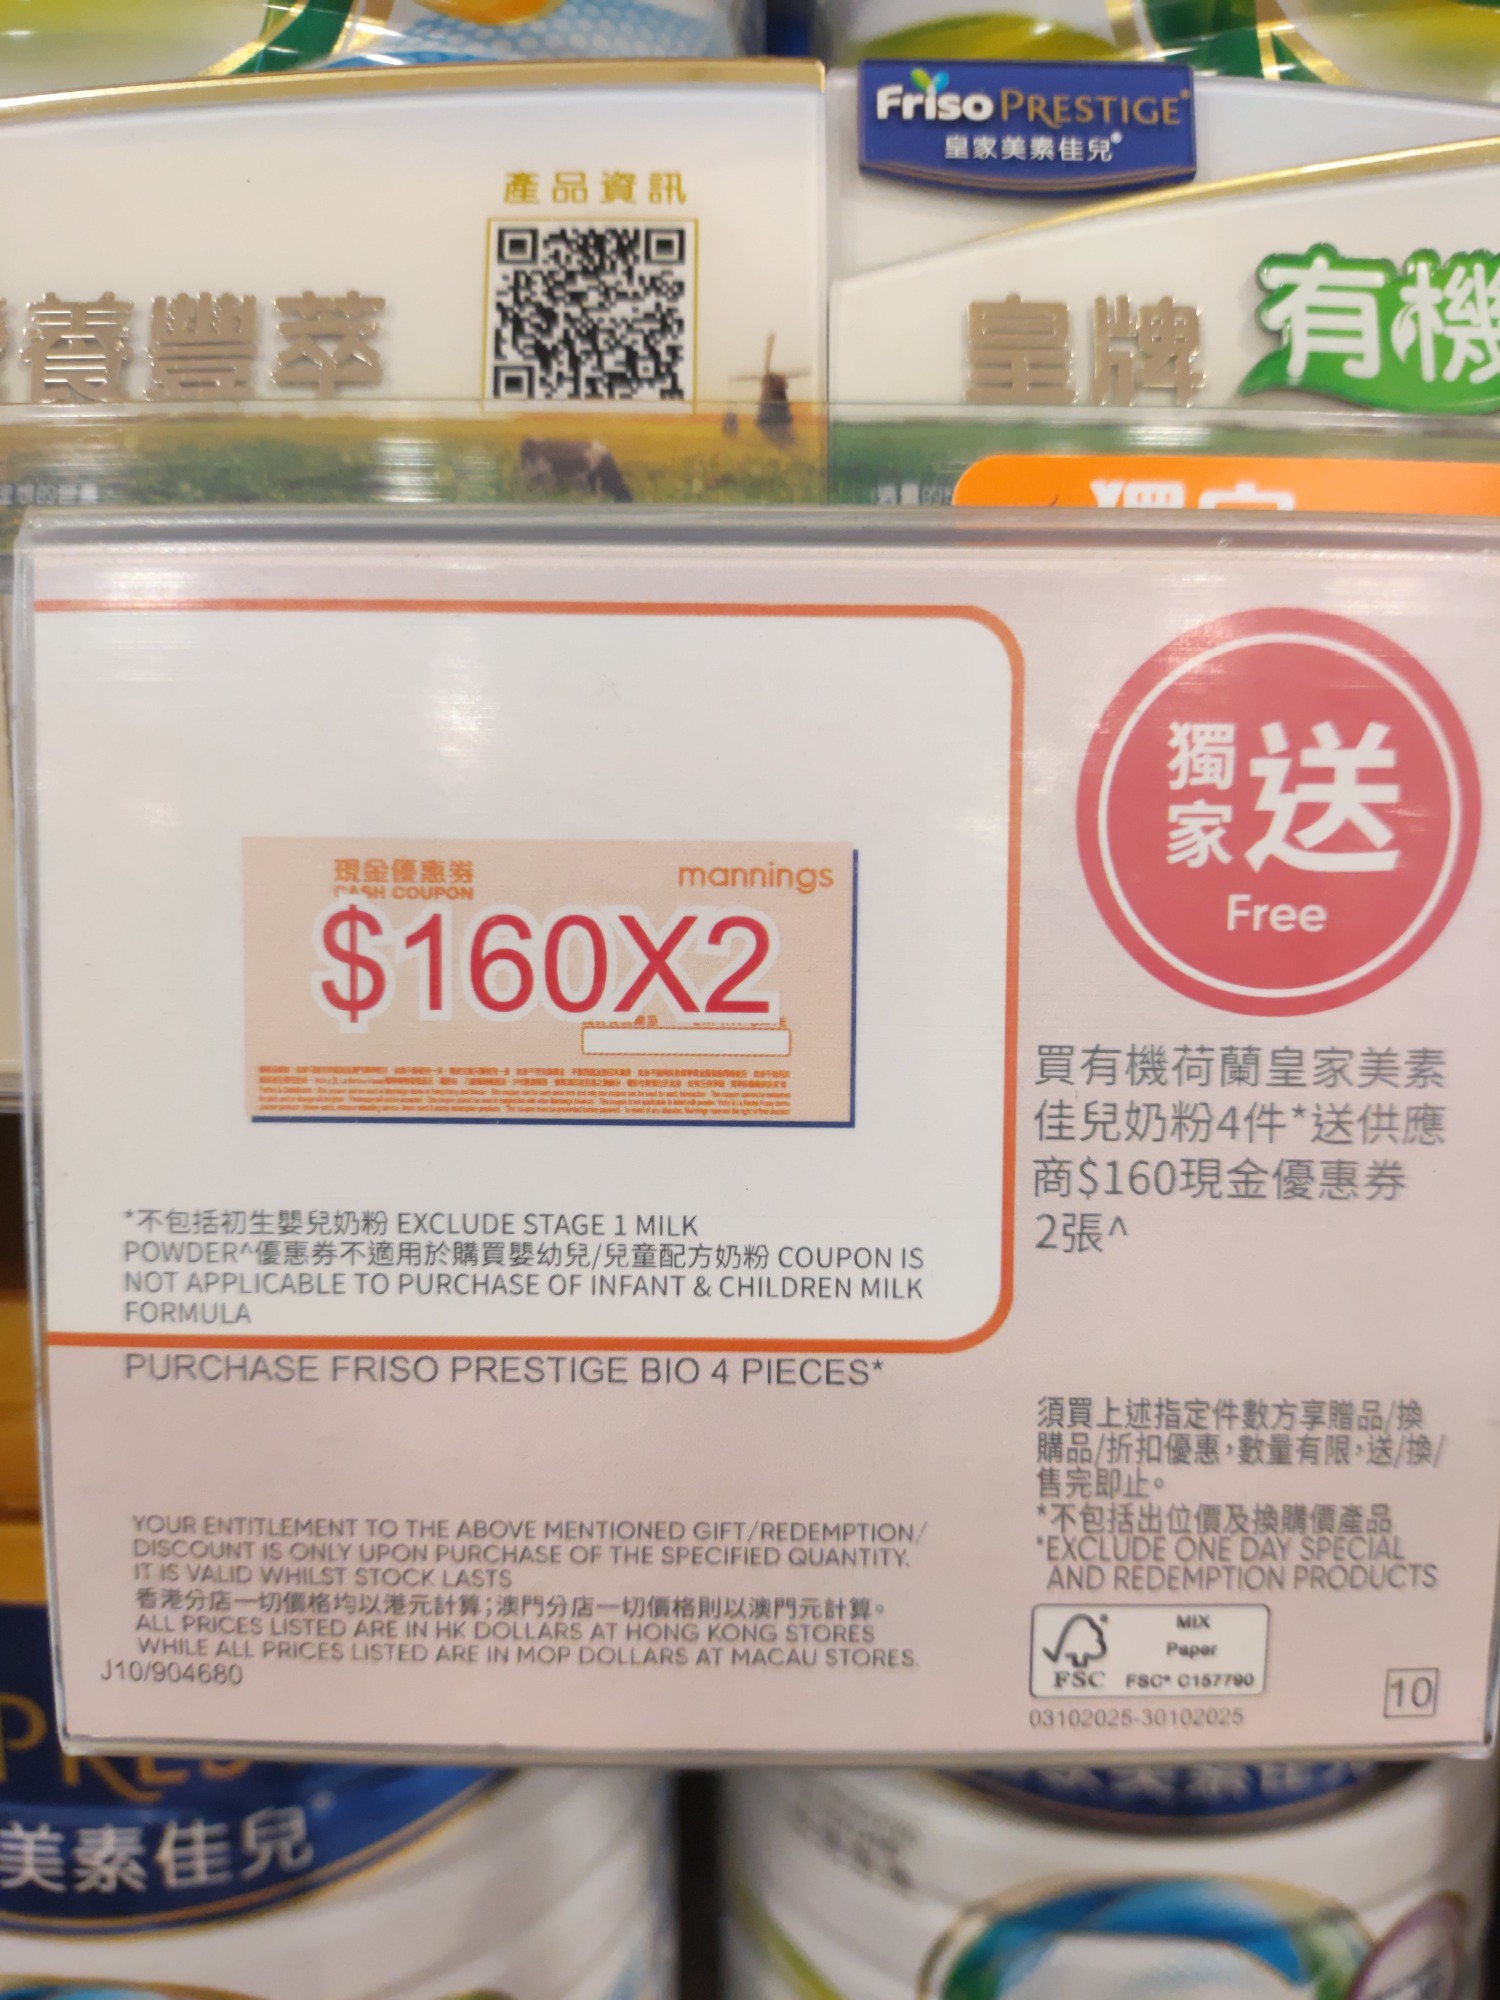 Friso PRESTIGE®
皇家美素佳兒®
產品資訊
養豐萃
皇牌
有機
獨家
送
Free
現金優惠券
mannings
CASH COUPON
$160X2
買有機荷蘭皇家美素
佳兒奶粉4件*送供應
商$160現金優惠券
2張^
*不包括初生嬰兒奶粉 EXCLUDE STAGE 1 MILK
POWDER^優惠券不適用於購買嬰幼兒/兒童配方奶粉 COUPON IS
NOT APPLICABLE TO PURCHASE OF INFANT & CHILDREN MILK
FORMULA
PURCHASE FRISO PRESTIGE BIO 4 PIECES*
須買上述指定件數方享贈品/換
購品/折扣優惠，數量有限，送/換/
售完即止。
*不包括出位價及換購價產品
*EXCLUDE ONE DAY SPECIAL
AND REDEMPTION PRODUCTS
YOUR ENTITLEMENT TO THE ABOVE MENTIONED GIFT/REDEMPTION/
DISCOUNT IS ONLY UPON PURCHASE OF THE SPECIFIED QUANTITY.
IT IS VALID WHILST STOCK LASTS
香港分店一切價格均以港元計算；澳門分店一切價格則以澳門元計算。
ALL PRICES LISTED ARE IN HK DOLLARS AT HONG KONG STORES
WHILE ALL PRICES LISTED ARE IN MOP DOLLARS AT MACAU STORES.
J10/904680
FSC
MIX
Paper
FSC® C157790
03102025-30102025
10
美素佳兒